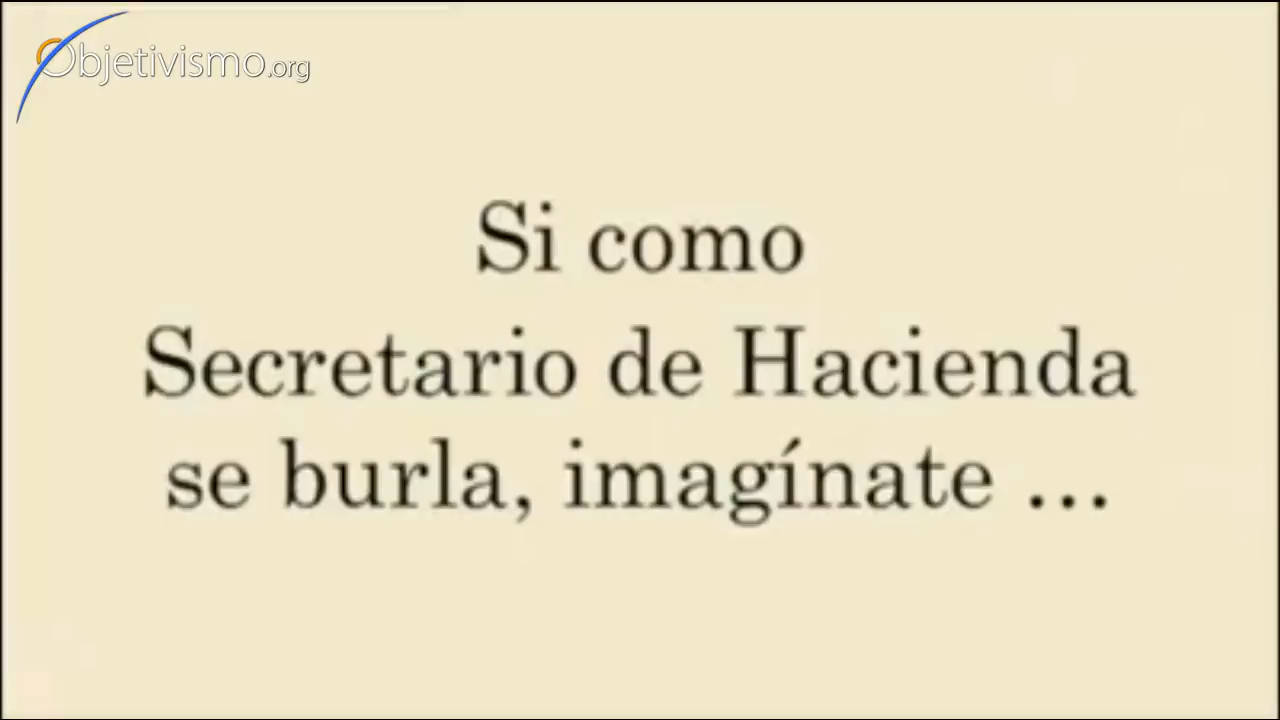 Objetivismo.org
Si como
Secretario de Hacienda
se burla, imagínate ...